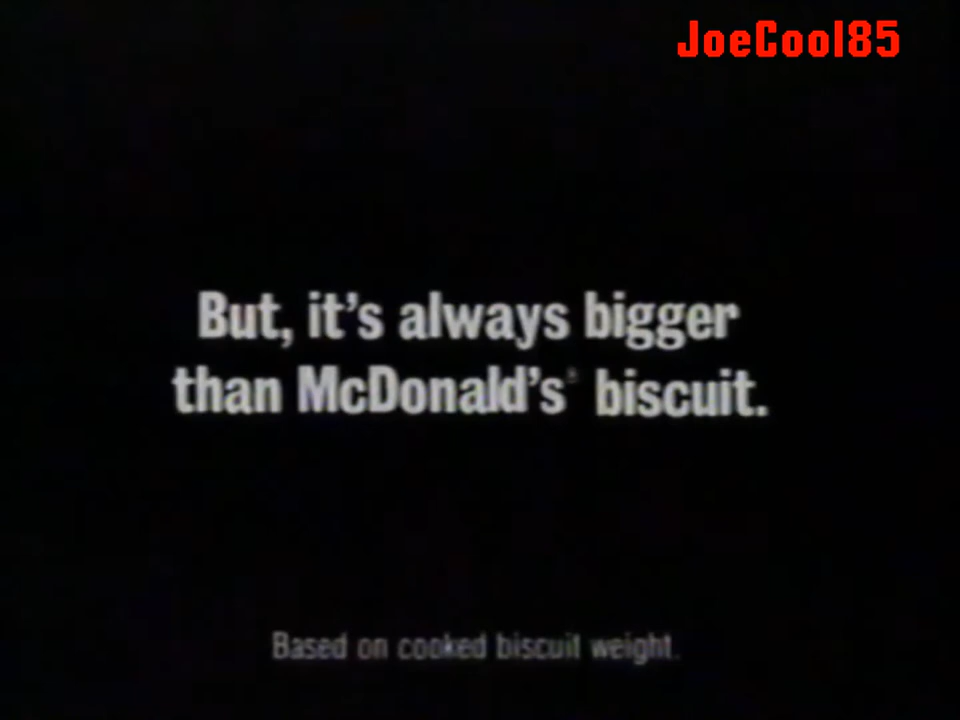 JoeCool85
But, it's always bigger
than McDonald's® biscuit.
Based on cooked biscuit weight.